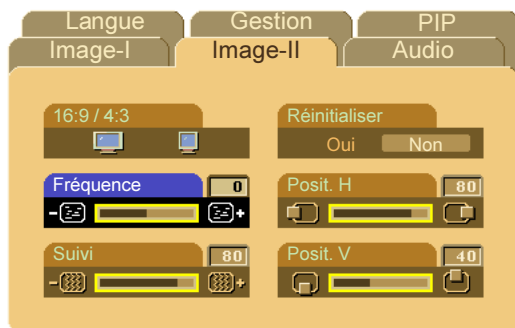 Langue Gestion PIP
Image-I Image-II Audio
16:9 / 4:3
Réinitialiser
Oui Non
Fréquence 0
Posit. H 80
- +
Suivi 80
Posit. V 40
- +